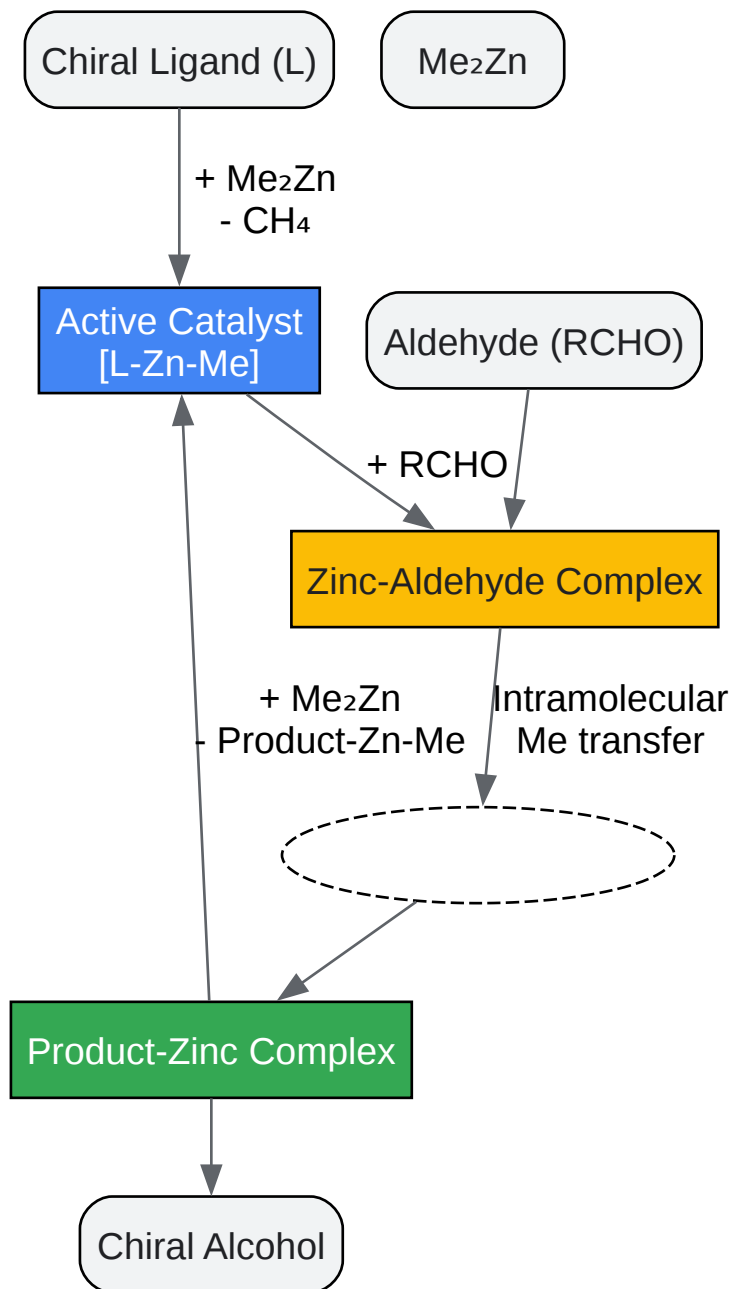 Chiral Ligand (L)
Me₂Zn
+ Me₂Zn
- CH₄
Active Catalyst
[L-Zn-Me]
Aldehyde (RCHO)
+ RCHO
Zinc-Aldehyde Complex
+ Me₂Zn
- Product-Zn-Me
Intramolecular
Me transfer
Product-Zinc Complex
Chiral Alcohol